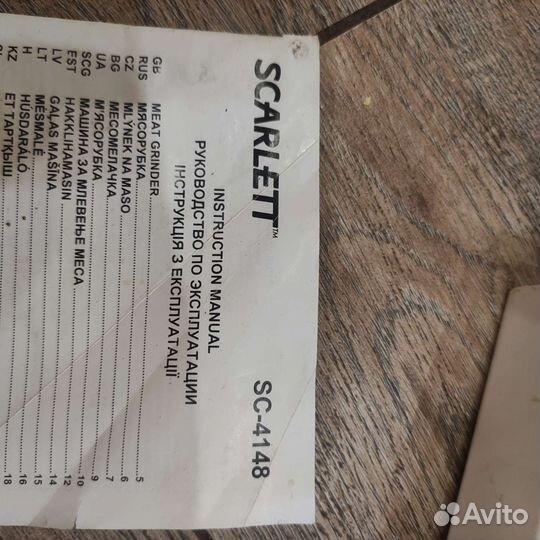 SCARLETT™
INSTRUCTION MANUAL
РУКОВОДСТВО ПО ЭКСПЛУАТАЦИИ
ІНСТРУКЦІЯ З ЕКСПЛУАТАЦІЇ
SC-4148
GB MEAT GRINDER
RUS МЯСОРУБКА 5
CZ MLÝNEK NA MASO 6
BG МЕСОМЕЛАЧКА 7
UA М'ЯСОРУБКА 9
SCG МАШИНА ЗА МЛЕВЕЊЕ МЕСА 10
EST HAKKLIHAMASIN 12
LV GAĻAS MAŠĪNA 14
LT MĖSMALĖ 15
H HÚSDARÁLÓ 16
KZ ЕТ ТАРТҚЫШ 18
Avito